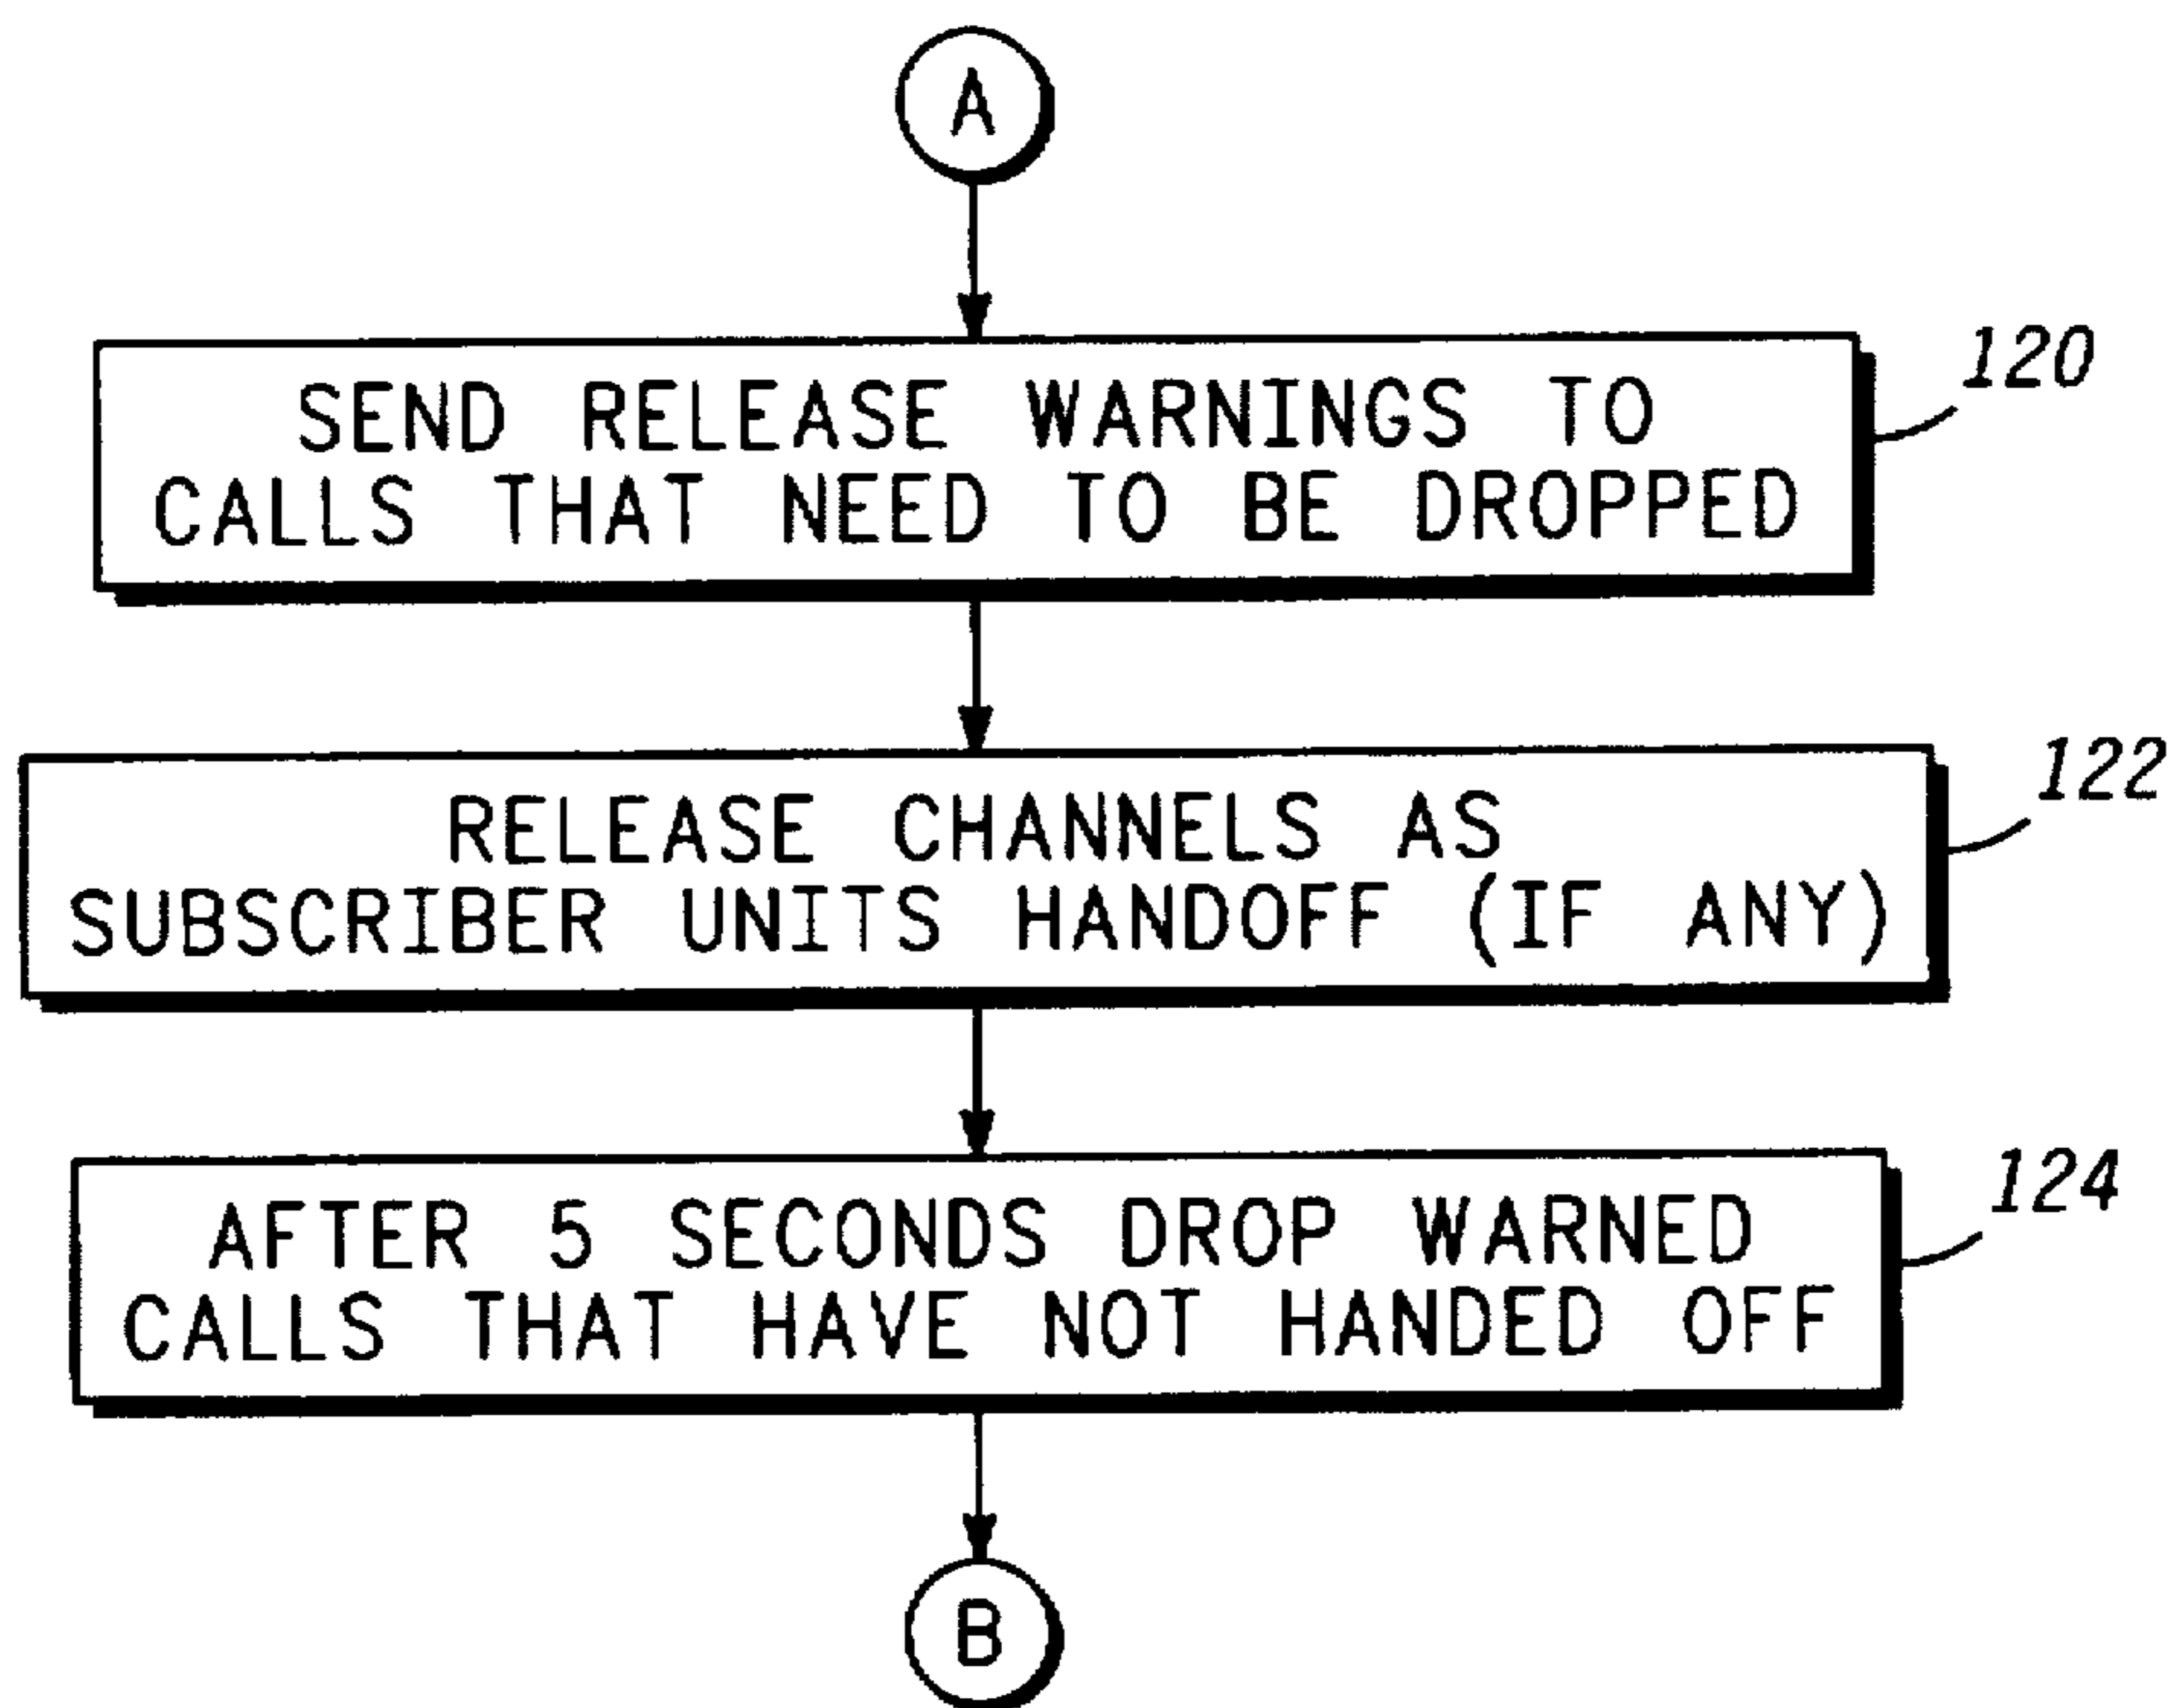 A
120
SEND RELEASE WARNINGS TO
CALLS THAT NEED TO BE DROPPED
122
RELEASE CHANNELS AS
SUBSCRIBER UNITS HANDOFF (IF ANY)
124
AFTER 5 SECONDS DROP WARNED
CALLS THAT HAVE NOT HANDED OFF
B